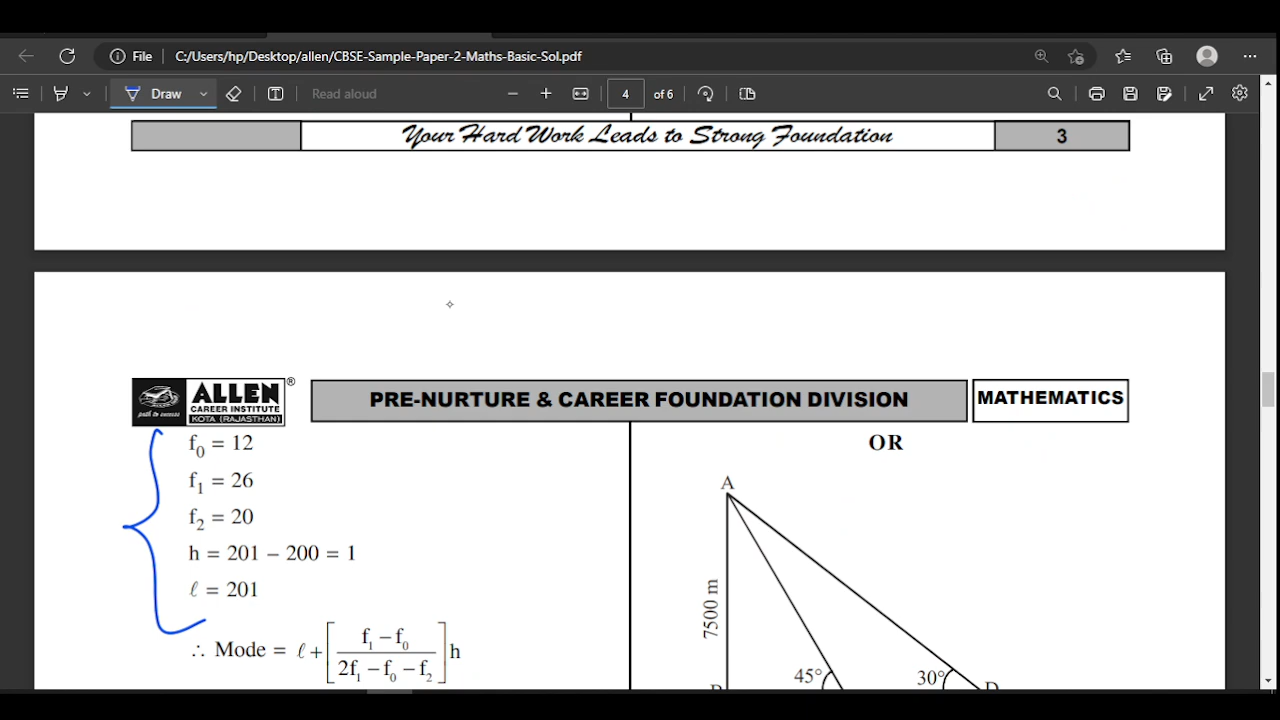 File C:/Users/hp/Desktop/allen/CBSE-Sample-Paper-2-Maths-Basic-Sol.pdf
Draw Read aloud 4 of 6
Your Hard Work Leads to Strong Foundation 3
ALLEN ®
CAREER INSTITUTE
KOTA (RAJASTHAN)
path to success
PRE-NURTURE & CAREER FOUNDATION DIVISION
MATHEMATICS
f₀ = 12
f₁ = 26
f₂ = 20
h = 201 − 200 = 1
ℓ = 201
∴ Mode = ℓ + [(f₁ − f₀) / (2f₁ − f₀ − f₂)] h
OR
A
7500 m
45° 30°